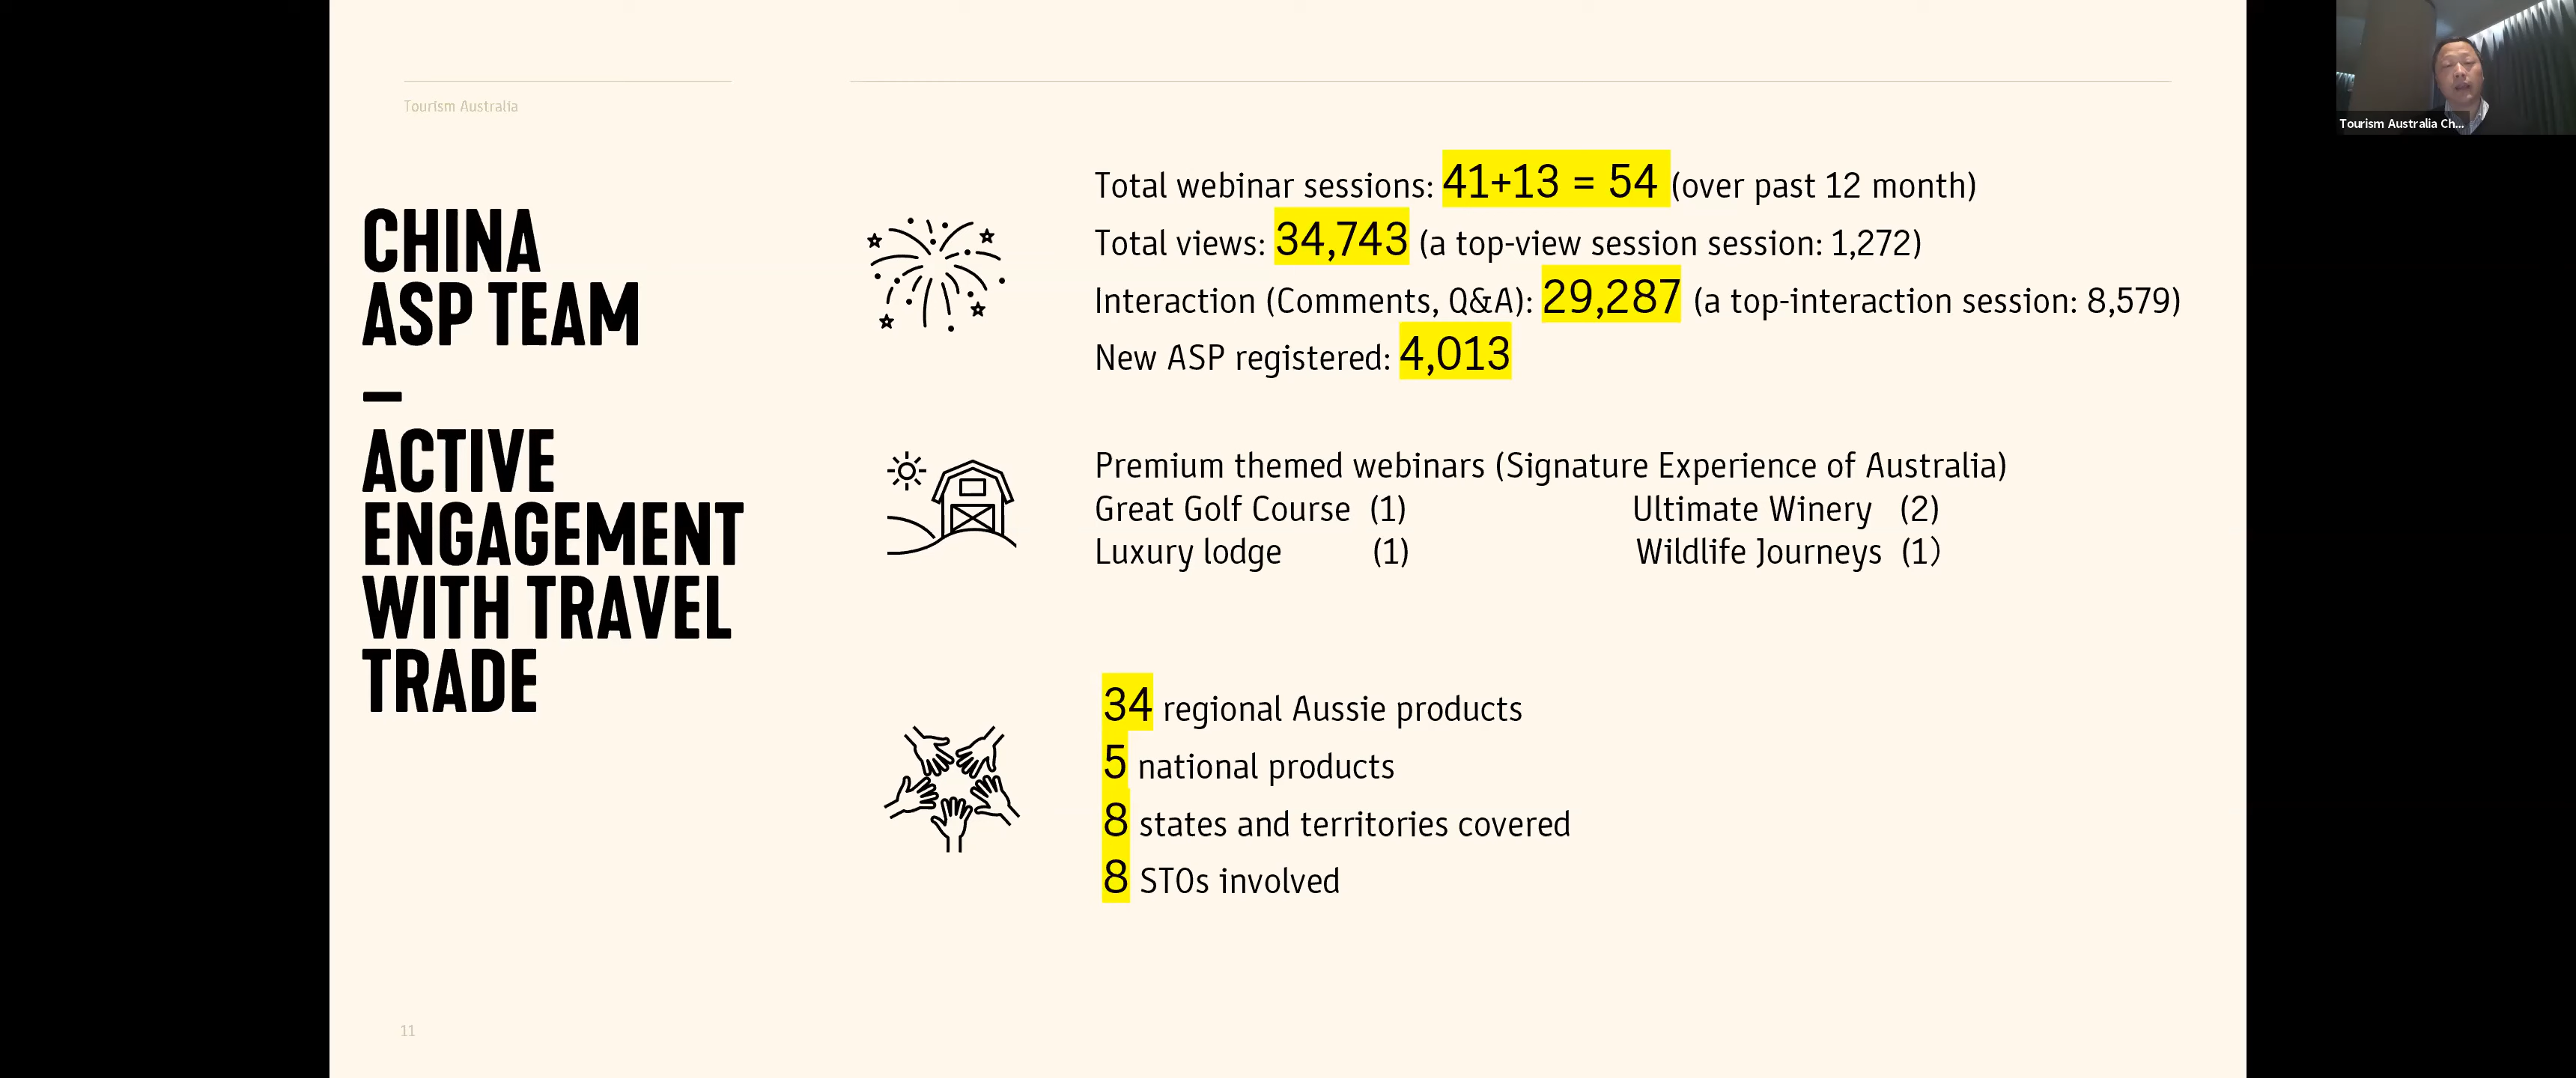 Tourism Australia
CHINA
ASP TEAM
–
ACTIVE
ENGAGEMENT
WITH TRAVEL
TRADE
Total webinar sessions: 41+13 = 54 (over past 12 month)
Total views: 34,743 (a top-view session session: 1,272)
Interaction (Comments, Q&A): 29,287 (a top-interaction session: 8,579)
New ASP registered: 4,013
Premium themed webinars (Signature Experience of Australia)
Great Golf Course (1) Ultimate Winery (2)
Luxury lodge (1) Wildlife Journeys (1)
34 regional Aussie products
5 national products
8 states and territories covered
8 STOs involved
11
Tourism Australia Ch...